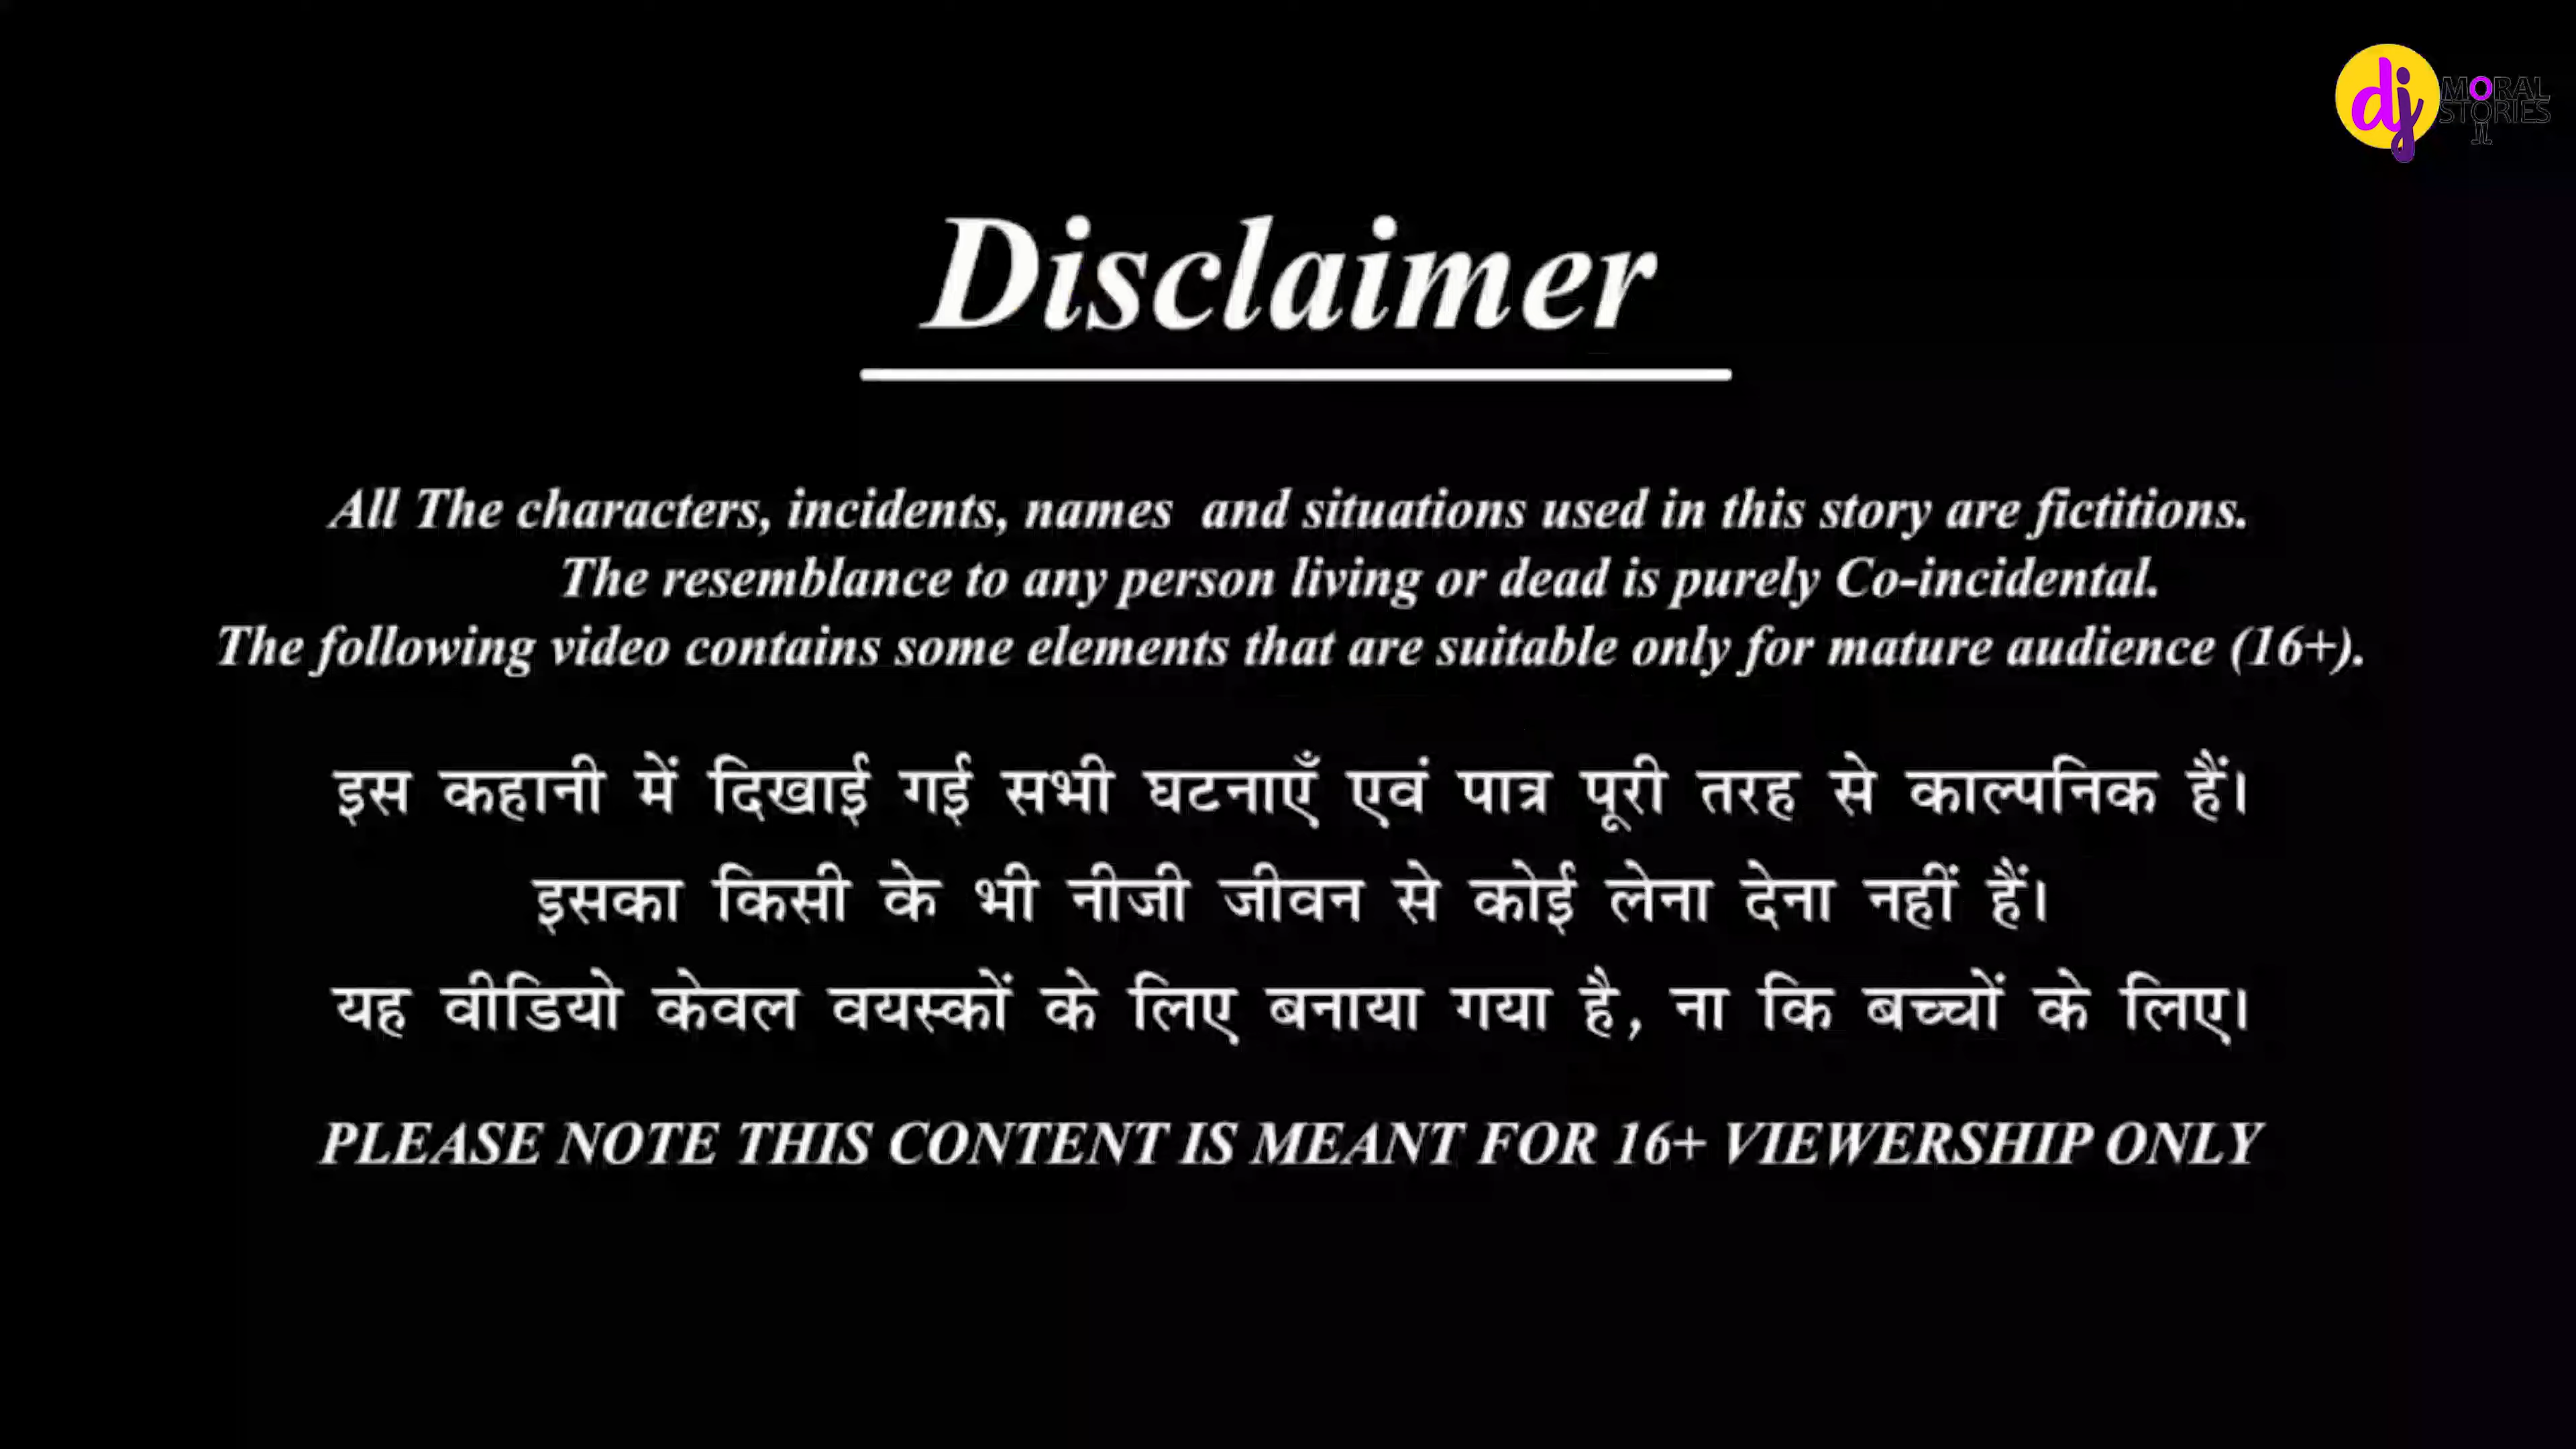 dj MORAL
STORIES
Disclaimer
All The characters, incidents, names and situations used in this story are fictitions.
The resemblance to any person living or dead is purely Co-incidental.
The following video contains some elements that are suitable only for mature audience (16+).
इस कहानी में दिखाई गई सभी घटनाएँ एवं पात्र पूरी तरह से काल्पनिक हैं।
इसका किसी के भी नीजी जीवन से कोई लेना देना नहीं हैं।
यह वीडियो केवल वयस्कों के लिए बनाया गया है, ना कि बच्चों के लिए।
PLEASE NOTE THIS CONTENT IS MEANT FOR 16+ VIEWERSHIP ONLY